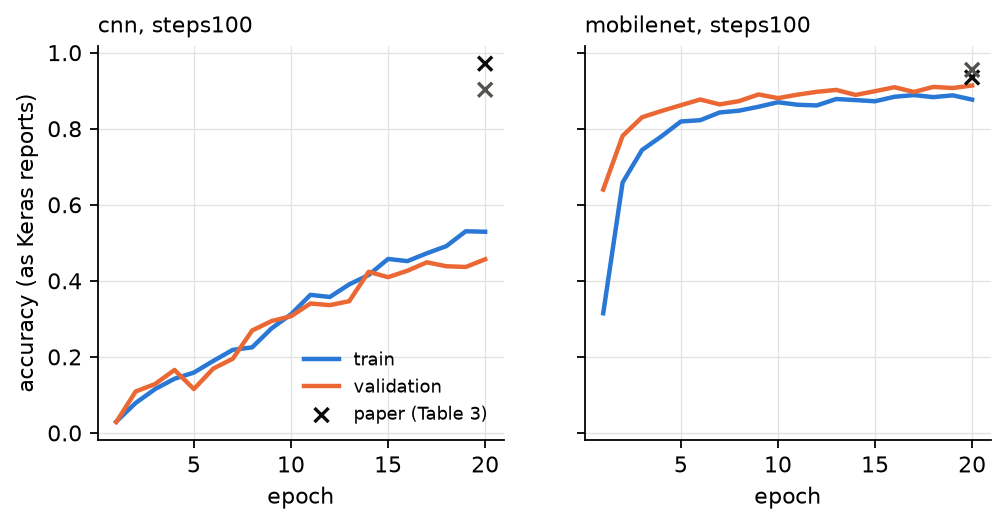 cnn, steps100
mobilenet, steps100
accuracy (as Keras reports)
1.0
0.8
0.6
0.4
0.2
0.0
train
validation
paper (Table 3)
5
10
15
20
5
10
15
20
epoch
epoch